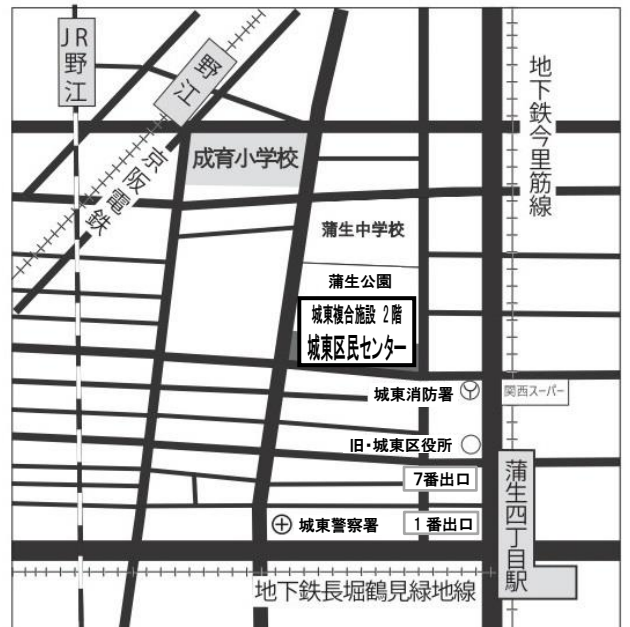 JR野江
野江
京阪電鉄
成育小学校
地下鉄今里筋線
蒲生中学校
蒲生公園
城東複合施設 2階
城東区民センター
城東消防署
関西スーパー
旧・城東区役所
7番出口
蒲生四丁目駅
城東警察署
1番出口
地下鉄長堀鶴見緑地線